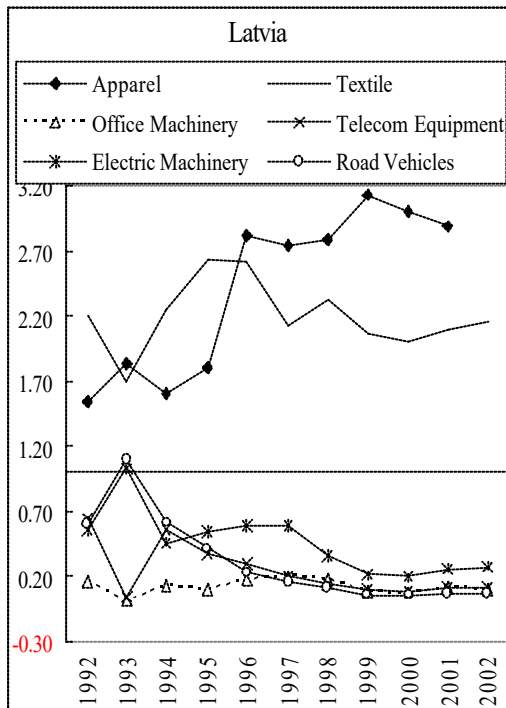 Latvia
Apparel Textile
Office Machinery Telecom Equipment
Electric Machinery Road Vehicles
3.20
2.70
2.20
1.70
1.20
0.70
0.20
-0.30
1992 1993 1994 1995 1996 1997 1998 1999 2000 2001 2002